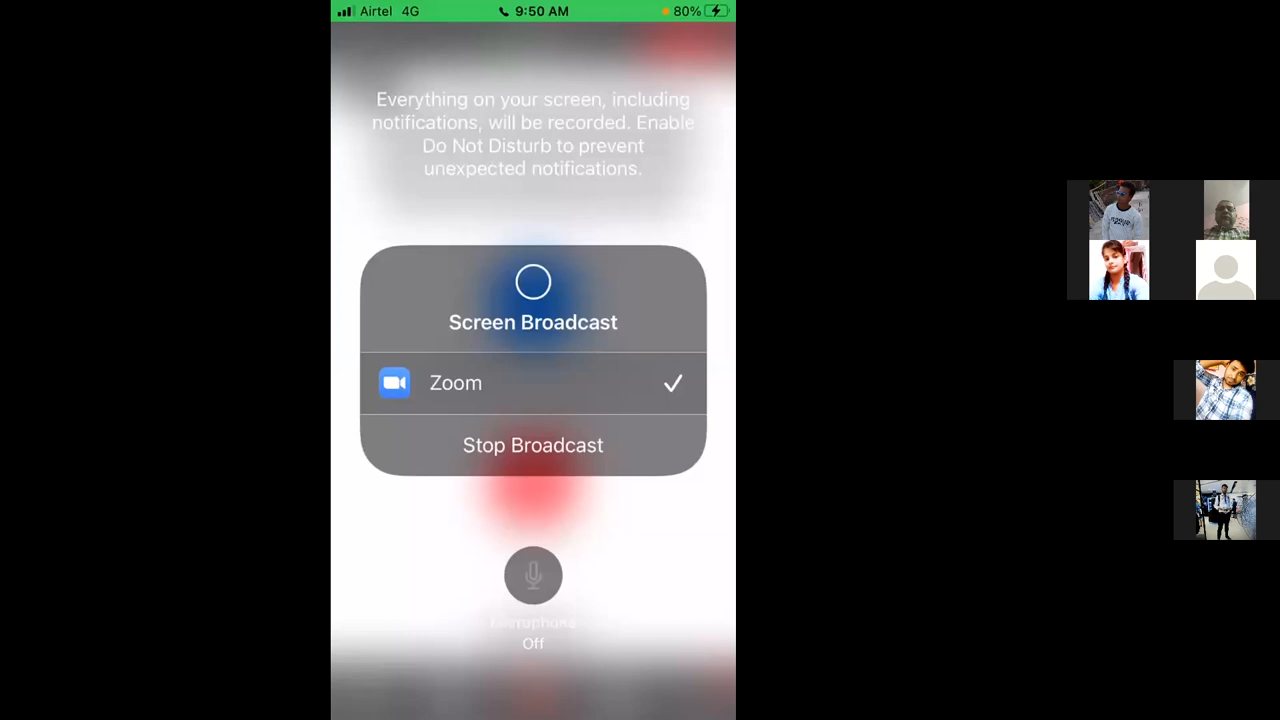 Airtel 4G 9:50 AM 80%
Everything on your screen, including
notifications, will be recorded. Enable
Do Not Disturb to prevent
unexpected notifications.
Screen Broadcast
Zoom
Stop Broadcast
Microphone
Off